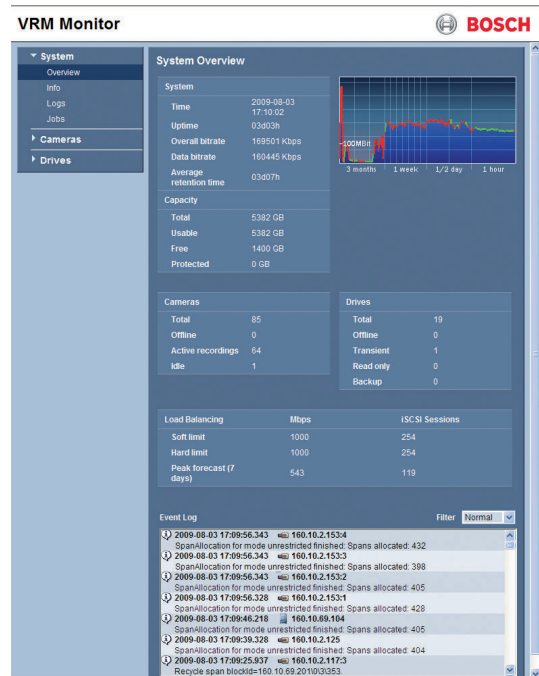 VRM Monitor
BOSCH
System
Overview
Info
Logs
Jobs
Cameras
Drives
System Overview
System
Time 2009-08-03 17:10:02
Uptime 03d03h
Overall bitrate 169501 Kbps
Data bitrate 160445 Kbps
Average retention time 03d07h
-100MBit
3 months 1 week 1/2 day 1 hour
Capacity
Total 5382 GB
Usable 5382 GB
Free 1400 GB
Protected 0 GB
Cameras
Total 85
Offline 0
Active recordings 64
Idle 1
Drives
Total 19
Offline 0
Transient 1
Read only 0
Backup 0
Load Balancing Mbps iSCSI Sessions
Soft limit 1000 254
Hard limit 1000 254
Peak forecast (7 days) 543 119
Event Log Filter Normal
2009-08-03 17:09:56.343 160.10.2.153:4
SpanAllocation for mode unrestricted finished: Spans allocated: 432
2009-08-03 17:09:56.343 160.10.2.153:3
SpanAllocation for mode unrestricted finished: Spans allocated: 398
2009-08-03 17:09:56.343 160.10.2.153:2
SpanAllocation for mode unrestricted finished: Spans allocated: 405
2009-08-03 17:09:56.328 160.10.2.153:1
SpanAllocation for mode unrestricted finished: Spans allocated: 428
2009-08-03 17:09:46.218 160.10.69.104
SpanAllocation for mode unrestricted finished: Spans allocated: 405
2009-08-03 17:09:39.328 160.10.2.125
SpanAllocation for mode unrestricted finished: Spans allocated: 404
2009-08-03 17:09:25.937 160.10.2.117:3
Recycle span blockId=160.10.69.201\0\3\353.